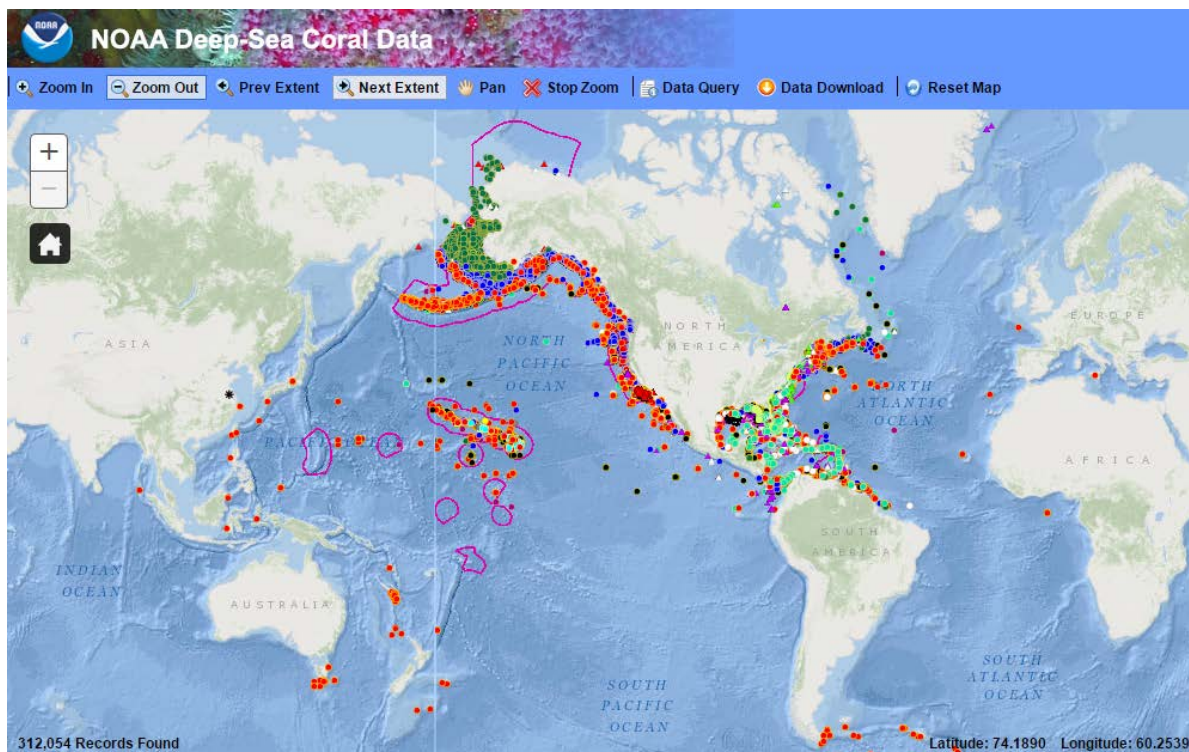 NOAA
NOAA Deep-Sea Coral Data
Zoom In Zoom Out Prev Extent Next Extent Pan Stop Zoom Data Query Data Download Reset Map
+
−
NORTH
AMERICA
EUROPE
ASIA
NORTH
PACIFIC
OCEAN
NORTH
ATLANTIC
OCEAN
PACIFIC OCEAN
AFRICA
SOUTH
AMERICA
INDIAN
OCEAN
AUSTRALIA
SOUTH
PACIFIC
OCEAN
SOUTH
ATLANTIC
OCEAN
312,054 Records Found
Latitude: 74.1890 Longitude: 60.2539